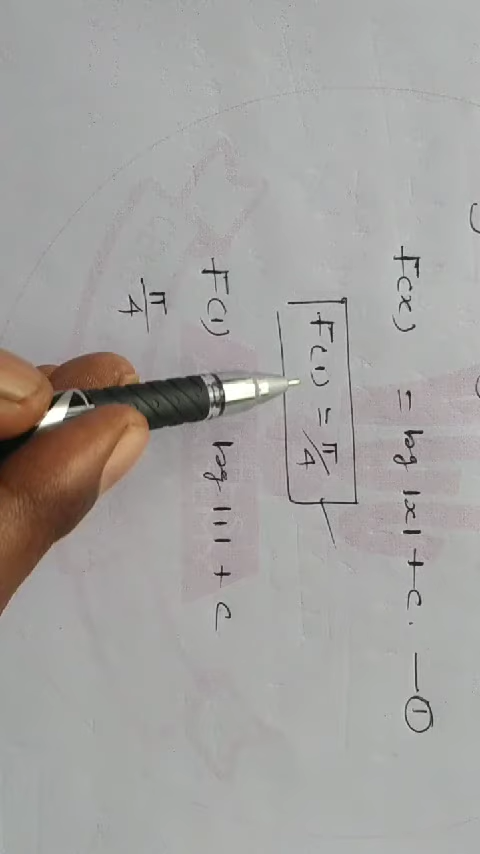 F(x) = log |x| + c. — ①
F(1) = π/4
F(1) log |1| + c
π/4